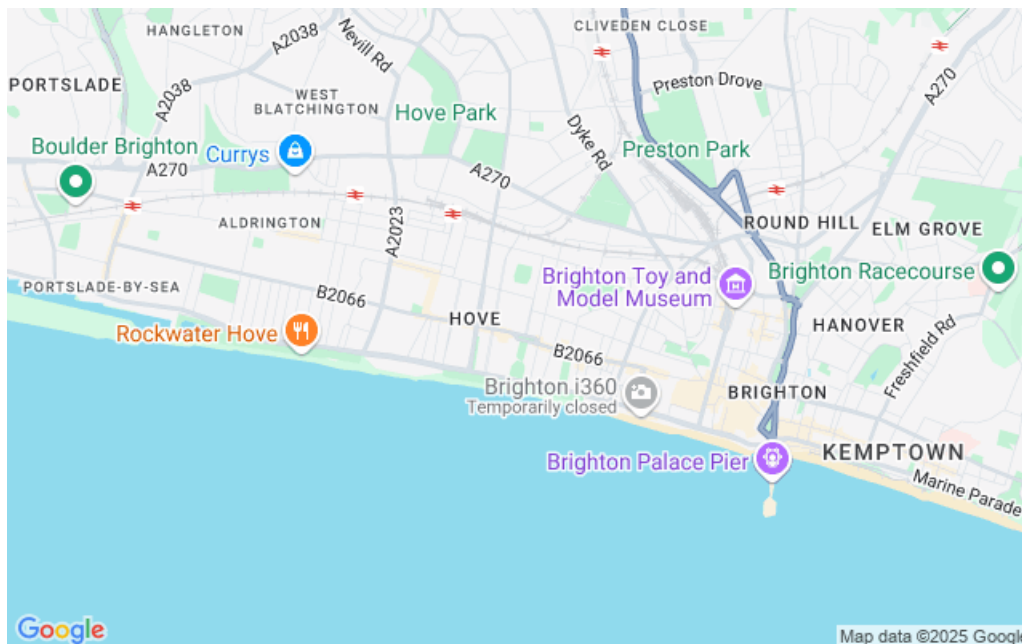 HANGLETON
A2038
Nevill Rd
CLIVEDEN CLOSE
PORTSLADE
A2038
WEST
BLATCHINGTON
Hove Park
Preston Drove
A270
Boulder Brighton
Currys
Dyke Rd
Preston Park
A270
A270
ALDRINGTON
A2023
ROUND HILL
ELM GROVE
PORTSLADE-BY-SEA
B2066
Brighton Toy and
Model Museum
Brighton Racecourse
Rockwater Hove
HOVE
B2066
HANOVER
Freshfield Rd
Brighton i360
Temporarily closed
BRIGHTON
Brighton Palace Pier
KEMPTOWN
Marine Parade
Google
Map data ©2025 Google